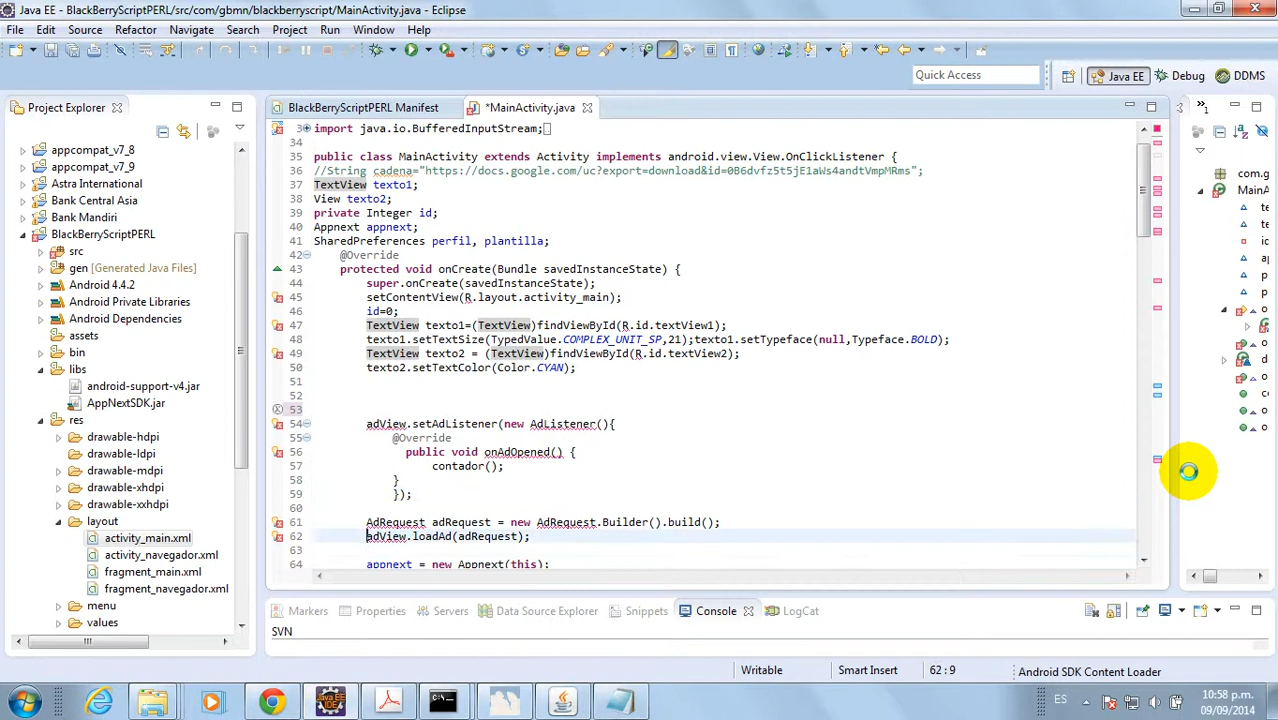 Java EE - BlackBerryScriptPERL/src/com/gbmn/blackberryscript/MainActivity.java - Eclipse
File Edit Source Refactor Navigate Search Project Run Window Help
Quick Access
Java EE Debug DDMS
Project Explorer
appcompat_v7_8
appcompat_v7_9
Astra International
Bank Central Asia
Bank Mandiri
BlackBerryScriptPERL
src
gen [Generated Java Files]
Android 4.4.2
Android Private Libraries
Android Dependencies
assets
bin
libs
android-support-v4.jar
AppNextSDK.jar
res
drawable-hdpi
drawable-ldpi
drawable-mdpi
drawable-xhdpi
drawable-xxhdpi
layout
activity_main.xml
activity_navegador.xml
fragment_main.xml
fragment_navegador.xml
menu
values
BlackBerryScriptPERL Manifest
*MainActivity.java
3 import java.io.BufferedInputStream;
34
35 public class MainActivity extends Activity implements android.view.View.OnClickListener {
36 //String cadena="https://docs.google.com/uc?export=download&id=0B6dvfz5t5jE1aWs4andtVmpMRms";
37 TextView texto1;
38 View texto2;
39 private Integer id;
40 Appnext appnext;
41 SharedPreferences perfil, plantilla;
42 @Override
43 protected void onCreate(Bundle savedInstanceState) {
44 super.onCreate(savedInstanceState);
45 setContentView(R.layout.activity_main);
46 id=0;
47 TextView texto1=(TextView)findViewById(R.id.textView1);
48 texto1.setTextSize(TypedValue.COMPLEX_UNIT_SP,21);texto1.setTypeface(null,Typeface.BOLD);
49 TextView texto2 = (TextView)findViewById(R.id.textView2);
50 texto2.setTextColor(Color.CYAN);
51
52
53
54 adView.setAdListener(new AdListener(){
55 @Override
56 public void onAdOpened() {
57 contador();
58 }
59 });
60
61 AdRequest adRequest = new AdRequest.Builder().build();
62 adView.loadAd(adRequest);
63
64 appnext = new Appnext(this);
com.g
MainA
te
te
id
a
p
p
o
o
d
o
c
o
o
Markers Properties Servers Data Source Explorer Snippets Console LogCat
SVN
Writable Smart Insert 62 : 9 Android SDK Content Loader
ES
10:58 p.m.
09/09/2014